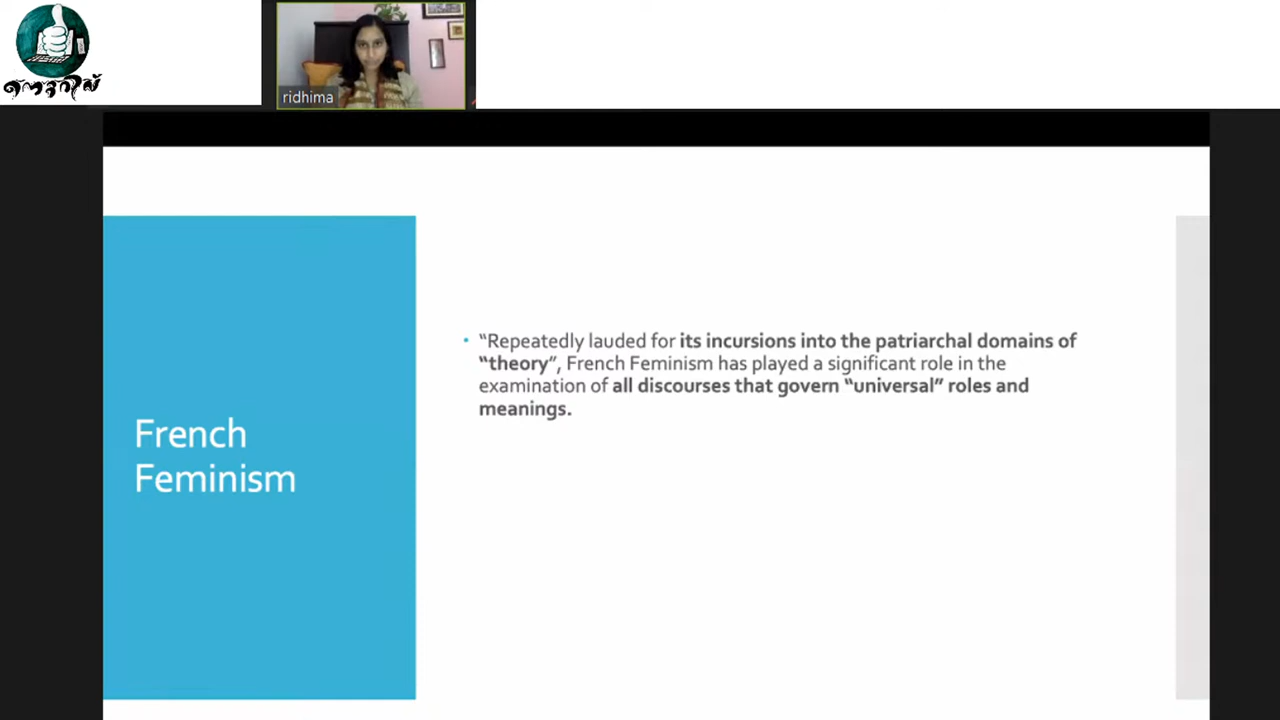 ridhima
• “Repeatedly lauded for its incursions into the patriarchal domains of
“theory”, French Feminism has played a significant role in the
examination of all discourses that govern “universal” roles and
meanings.
French
Feminism